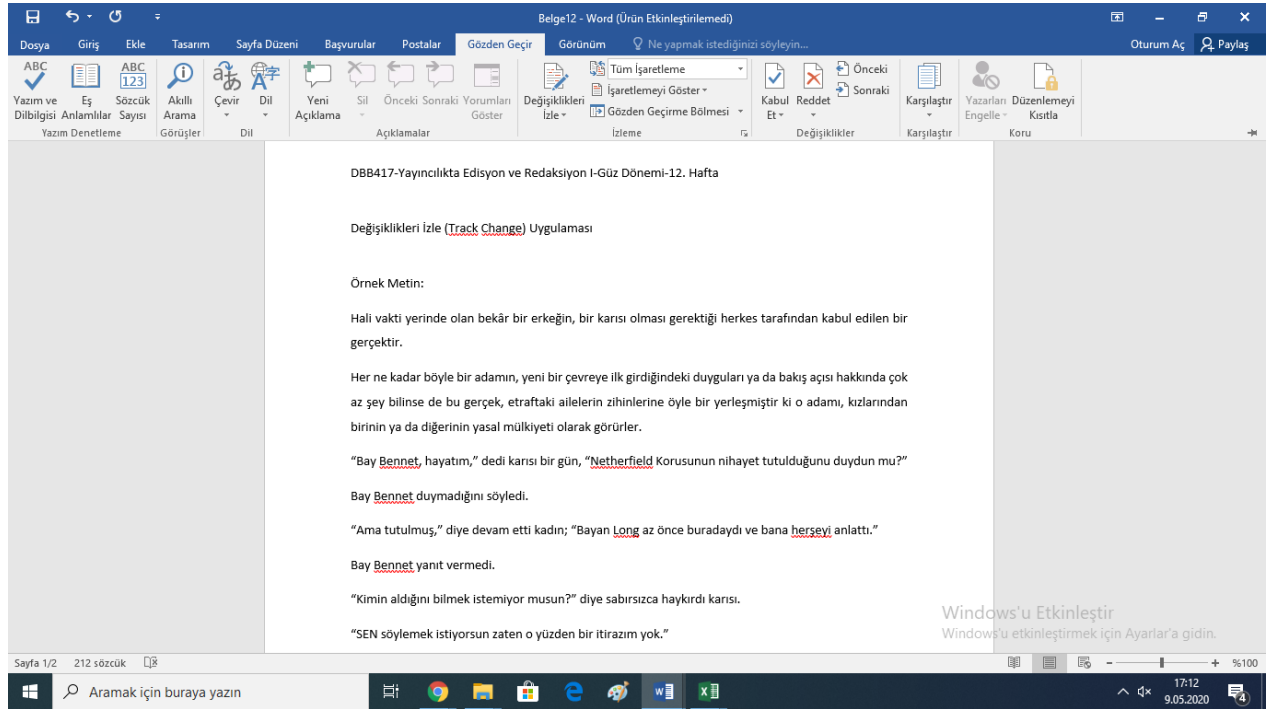 Belge12 - Word (Ürün Etkinleştirilemedi)
Dosya Giriş Ekle Tasarım Sayfa Düzeni Başvurular Postalar Gözden Geçir Görünüm Ne yapmak istediğinizi söyleyin... Oturum Aç Paylaş
ABC ABC 123
Yazım ve Dilbilgisi
Eş Anlamlılar
Sözcük Sayısı
Akıllı Arama
Çevir
Dil
Yeni Açıklama
Sil
Önceki
Sonraki
Yorumları Göster
Değişiklikleri İzle
Tüm İşaretleme
İşaretlemeyi Göster
Gözden Geçirme Bölmesi
Kabul Et
Reddet
Önceki
Sonraki
Karşılaştır
Yazarları Engelle
Düzenlemeyi Kısıtla
Yazım Denetleme Görüşler Dil Açıklamalar İzleme Değişiklikler Karşılaştır Koru
DBB417-Yayıncılıkta Edisyon ve Redaksiyon I-Güz Dönemi-12. Hafta
Değişiklikleri İzle (Track Change) Uygulaması
Örnek Metin:
Hali vakti yerinde olan bekâr bir erkeğin, bir karısı olması gerektiği herkes tarafından kabul edilen bir
gerçektir.
Her ne kadar böyle bir adamın, yeni bir çevreye ilk girdiğindeki duyguları ya da bakış açısı hakkında çok
az şey bilinse de bu gerçek, etraftaki ailelerin zihinlerine öyle bir yerleşmiştir ki o adamı, kızlarından
birinin ya da diğerinin yasal mülkiyeti olarak görürler.
“Bay Bennet, hayatım,” dedi karısı bir gün, “Netherfield Korusunun nihayet tutulduğunu duydun mu?”
Bay Bennet duymadığını söyledi.
“Ama tutulmuş,” diye devam etti kadın; “Bayan Long az önce buradaydı ve bana herşeyi anlattı.”
Bay Bennet yanıt vermedi.
“Kimin aldığını bilmek istemiyor musun?” diye sabırsızca haykırdı karısı.
“SEN söylemek istiyorsun zaten o yüzden bir itirazım yok.”
Windows'u Etkinleştir
Windows'u etkinleştirmek için Ayarlar'a gidin.
Sayfa 1/2 212 sözcük %100
Aramak için buraya yazın
17:12
9.05.2020
4